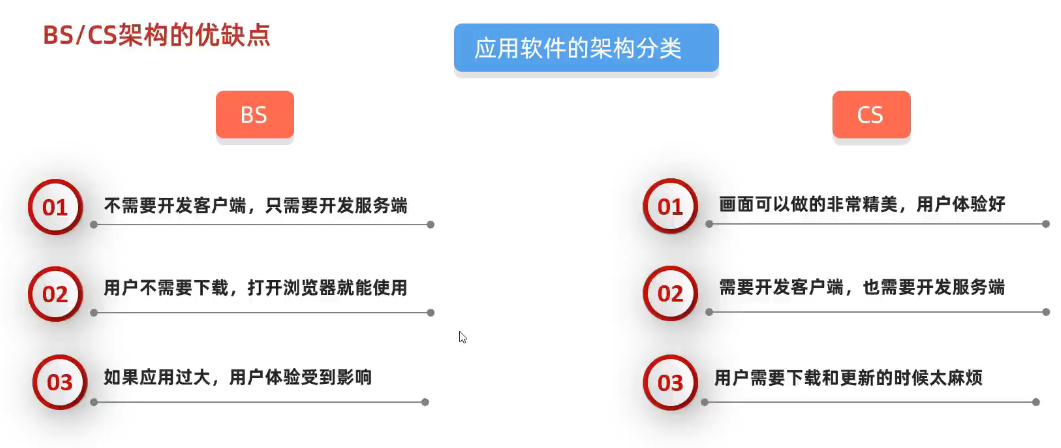 BS/CS架构的优缺点
应用软件的架构分类
BS
CS
01 不需要开发客户端，只需要开发服务端
02 用户不需要下载，打开浏览器就能使用
03 如果应用过大，用户体验受到影响
01 画面可以做的非常精美，用户体验好
02 需要开发客户端，也需要开发服务端
03 用户需要下载和更新的时候太麻烦